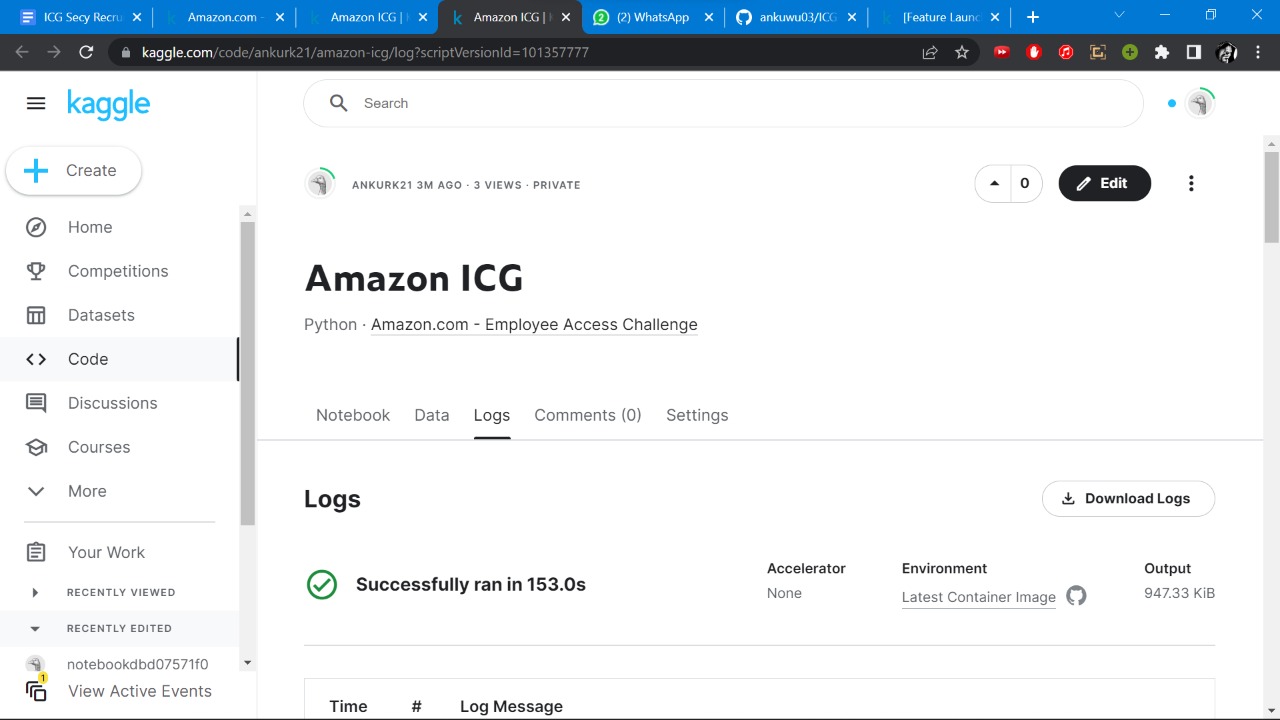 ICG Secy Recru
Amazon.com -
Amazon ICG |
Amazon ICG |
(2) WhatsApp
ankuwu03/ICG
[Feature Launc
kaggle.com/code/ankurk21/amazon-icg/log?scriptVersionId=101357777
kaggle
Search
Create
ANKURK21 3M AGO · 3 VIEWS · PRIVATE
0
Edit
Home
Competitions
Datasets
Code
Discussions
Courses
More
Your Work
RECENTLY VIEWED
RECENTLY EDITED
notebookdbd07571f0
1
View Active Events
Amazon ICG
Python · Amazon.com - Employee Access Challenge
Notebook Data Logs Comments (0) Settings
Logs
Download Logs
Successfully ran in 153.0s
Accelerator
None
Environment
Latest Container Image
Output
947.33 KiB
Time # Log Message